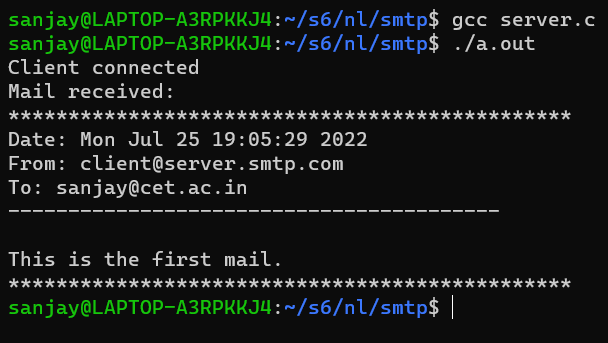 sanjay@LAPTOP-A3RPKKJ4:~/s6/nl/smtp$ gcc server.c
sanjay@LAPTOP-A3RPKKJ4:~/s6/nl/smtp$ ./a.out
Client connected
Mail received:
***********************************************
Date: Mon Jul 25 19:05:29 2022
From: client@server.smtp.com
To: sanjay@cet.ac.in
-----------------------------------------
This is the first mail.
***********************************************
sanjay@LAPTOP-A3RPKKJ4:~/s6/nl/smtp$